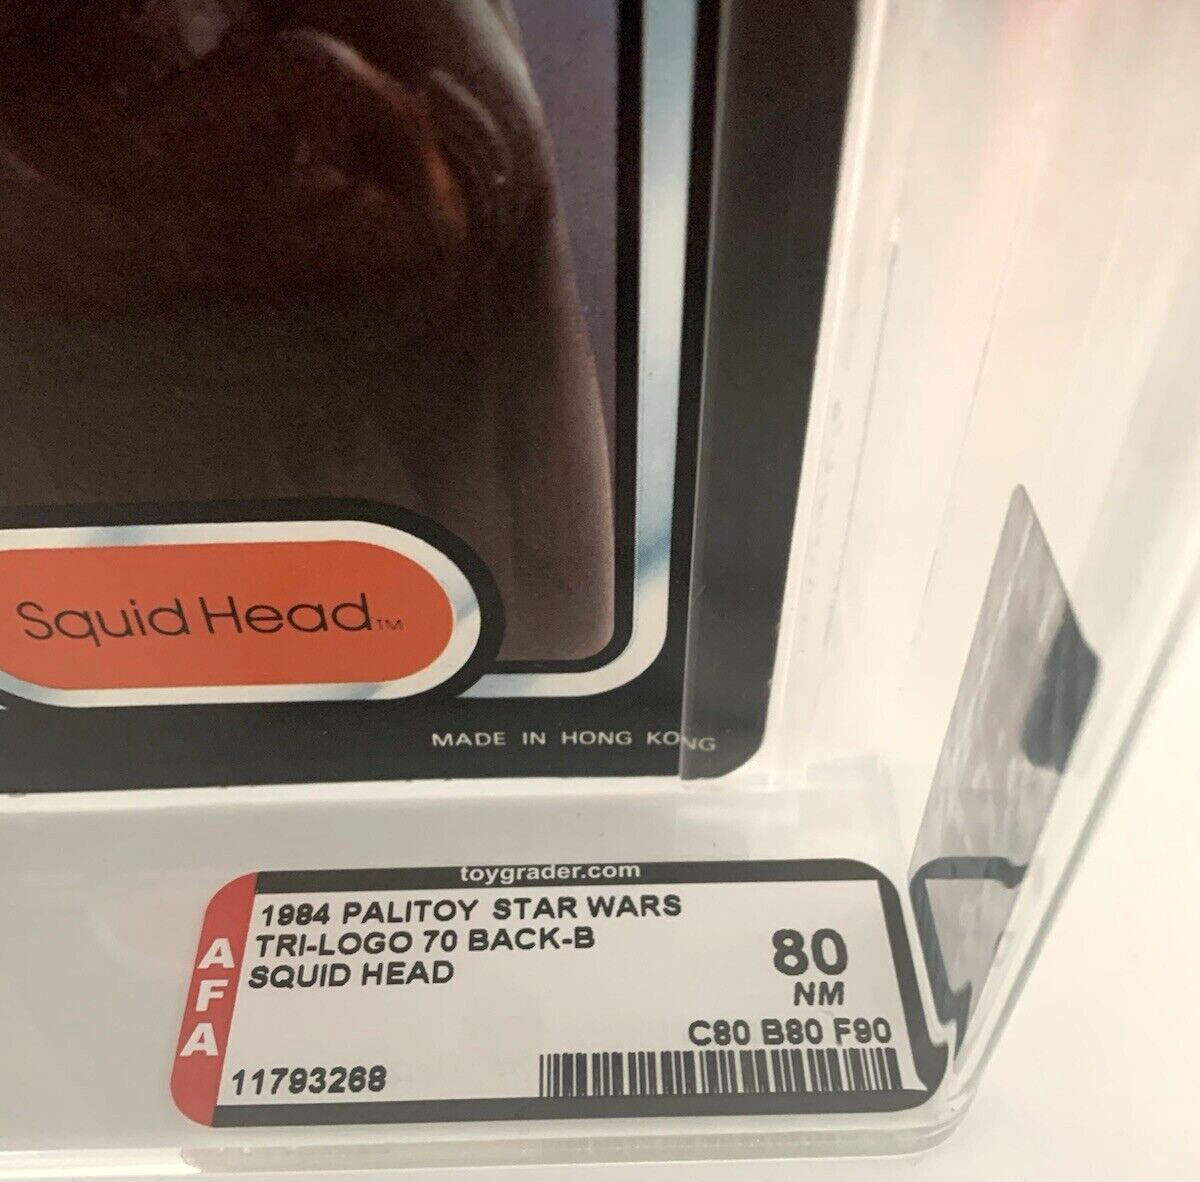 Squid Head™
MADE IN HONG KONG
toygrader.com
AFA
1984 PALITOY STAR WARS
TRI-LOGO 70 BACK-B
SQUID HEAD
80
NM
C80 B80 F90
11793268